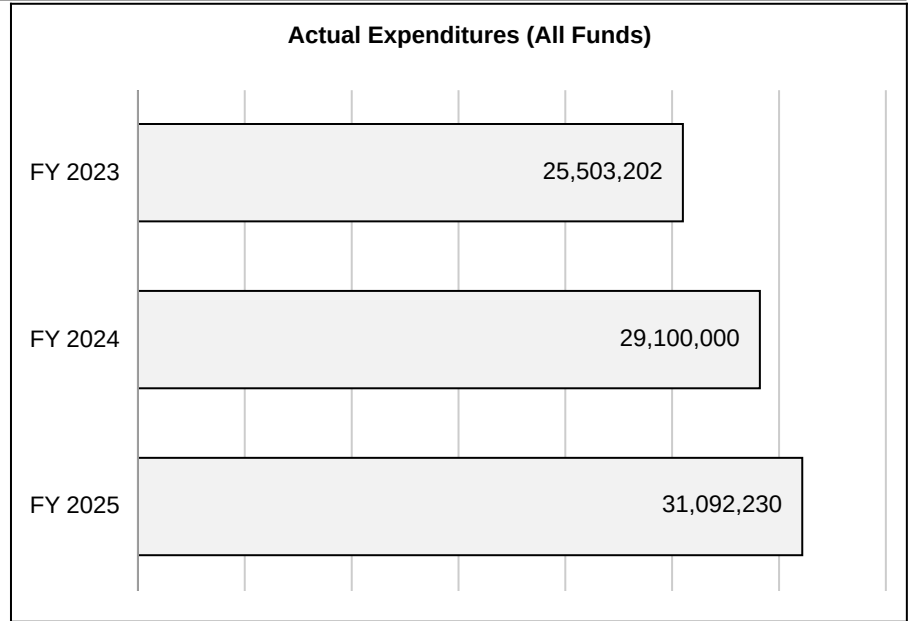 Actual Expenditures (All Funds)
FY 2023 25,503,202
FY 2024 29,100,000
FY 2025 31,092,230